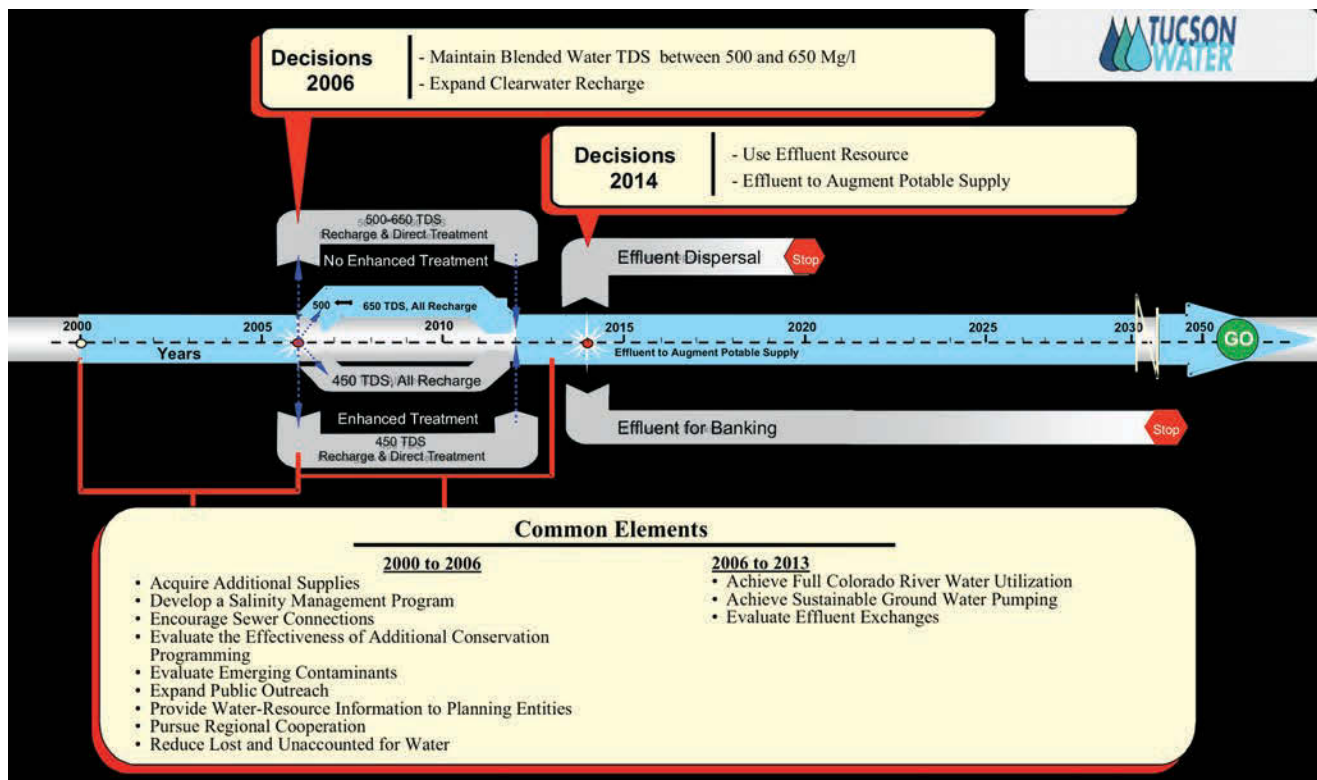 TUCSON
WATER
Decisions
2006
- Maintain Blended Water TDS between 500 and 650 Mg/l
- Expand Clearwater Recharge
Decisions
2014
- Use Effluent Resource
- Effluent to Augment Potable Supply
500-650 TDS
Recharge & Direct Treatment
No Enhanced Treatment
Effluent Dispersal
Stop
500
650 TDS, All Recharge
2000
2005
2010
2015
2020
2025
2030
2050
Years
Effluent to Augment Potable Supply
GO
450 TDS, All Recharge
Enhanced Treatment
450 TDS
Recharge & Direct Treatment
Effluent for Banking
Stop
Common Elements
2000 to 2006
• Acquire Additional Supplies
• Develop a Salinity Management Program
• Encourage Sewer Connections
• Evaluate the Effectiveness of Additional Conservation
Programming
• Evaluate Emerging Contaminants
• Expand Public Outreach
• Provide Water-Resource Information to Planning Entities
• Pursue Regional Cooperation
• Reduce Lost and Unaccounted for Water
2006 to 2013
• Achieve Full Colorado River Water Utilization
• Achieve Sustainable Ground Water Pumping
• Evaluate Effluent Exchanges